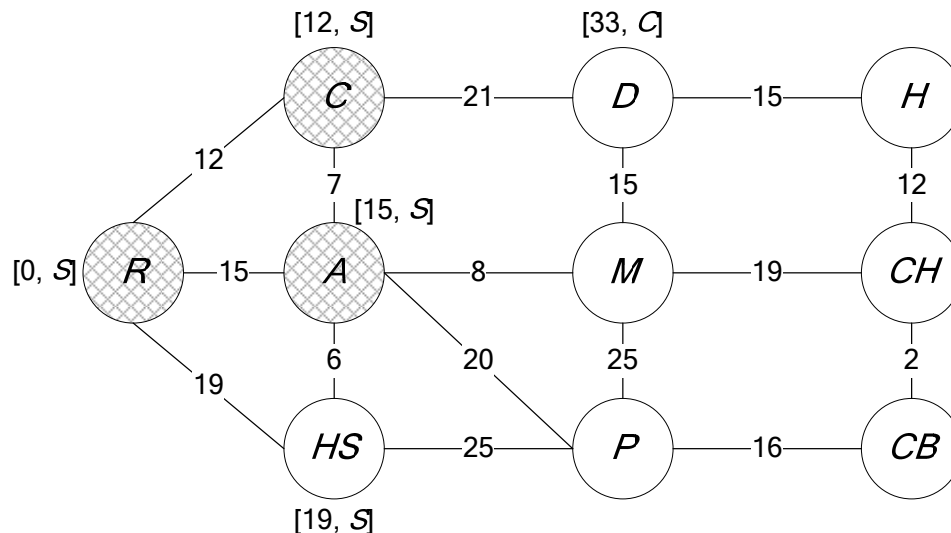 [12, S] [33, C]
C 21 D 15 H
12 7 15 12
[15, S]
[0, S] R 15 A 8 M 19 CH
19 6 20 25 2
HS 25 P 16 CB
[19, S]